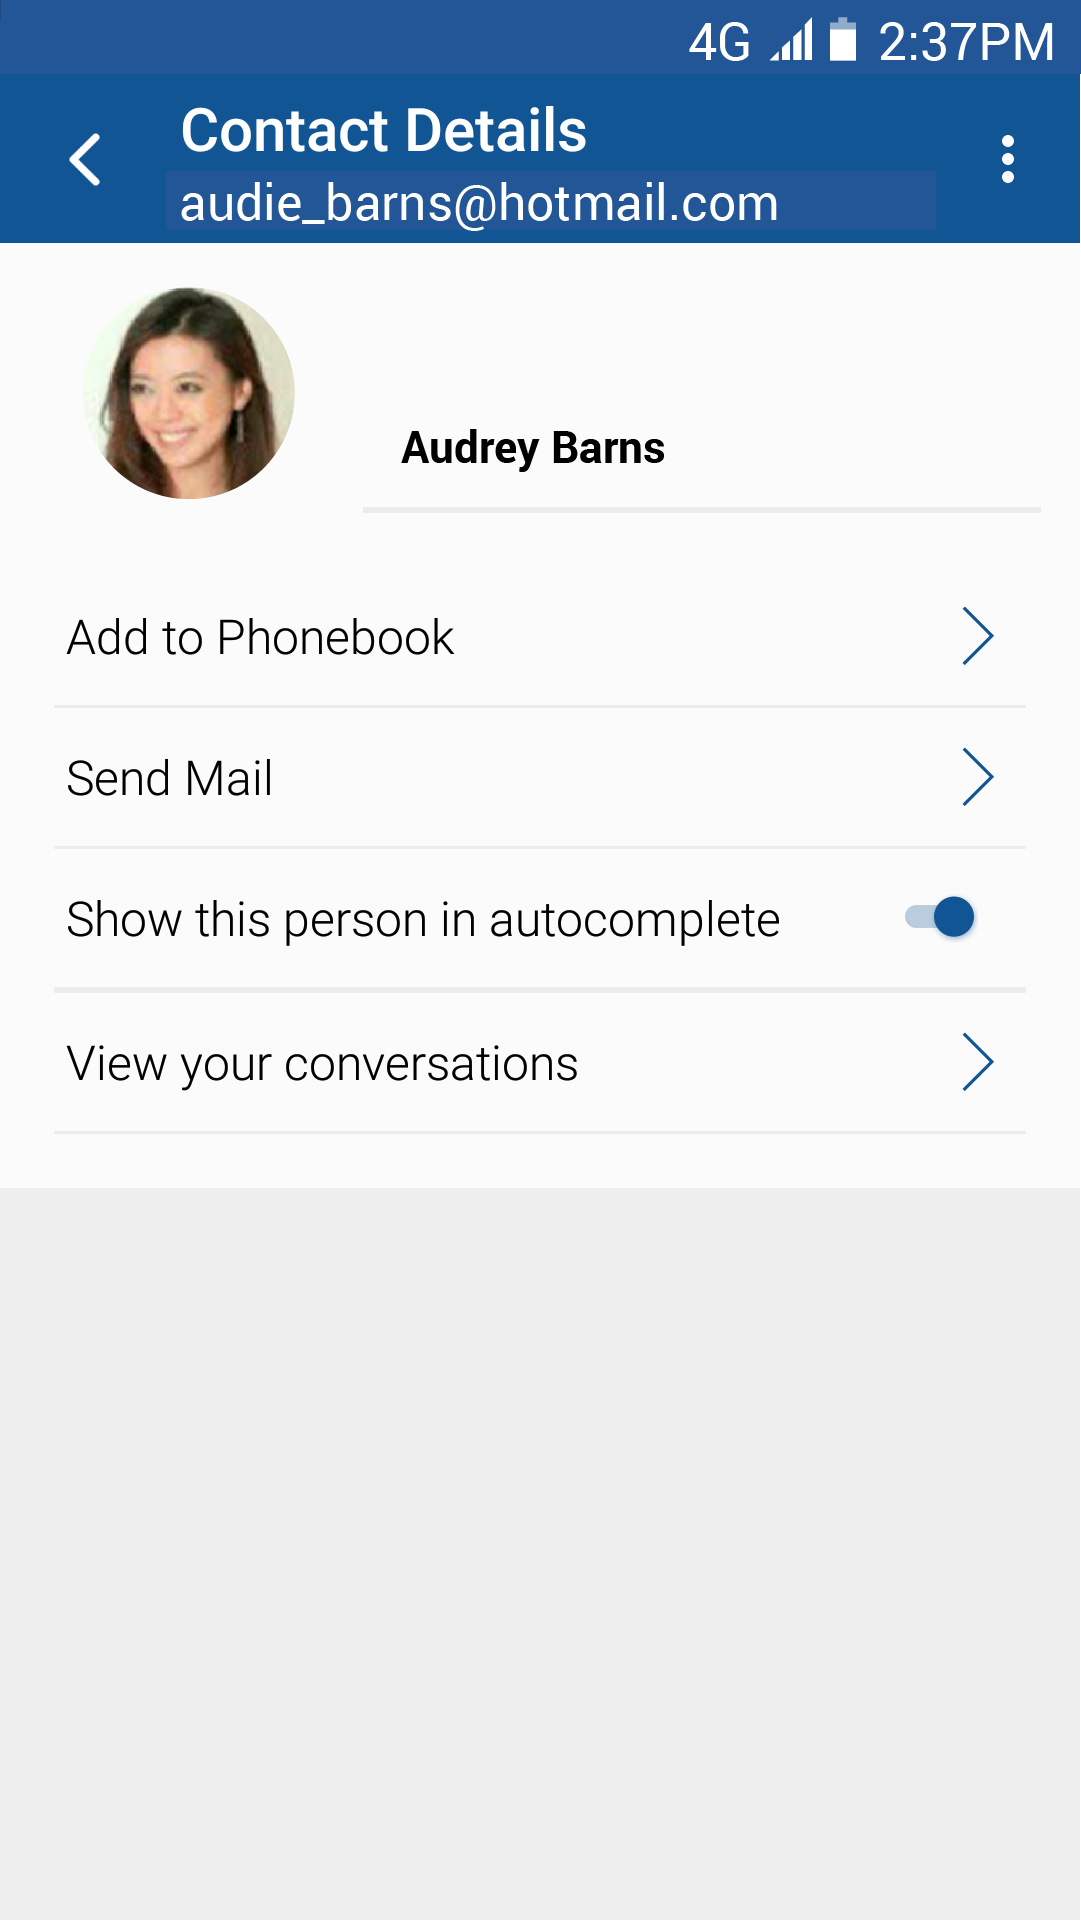 4G 2:37PM
Contact Details
audie_barns@hotmail.com
Audrey Barns
Add to Phonebook
Send Mail
Show this person in autocomplete
View your conversations